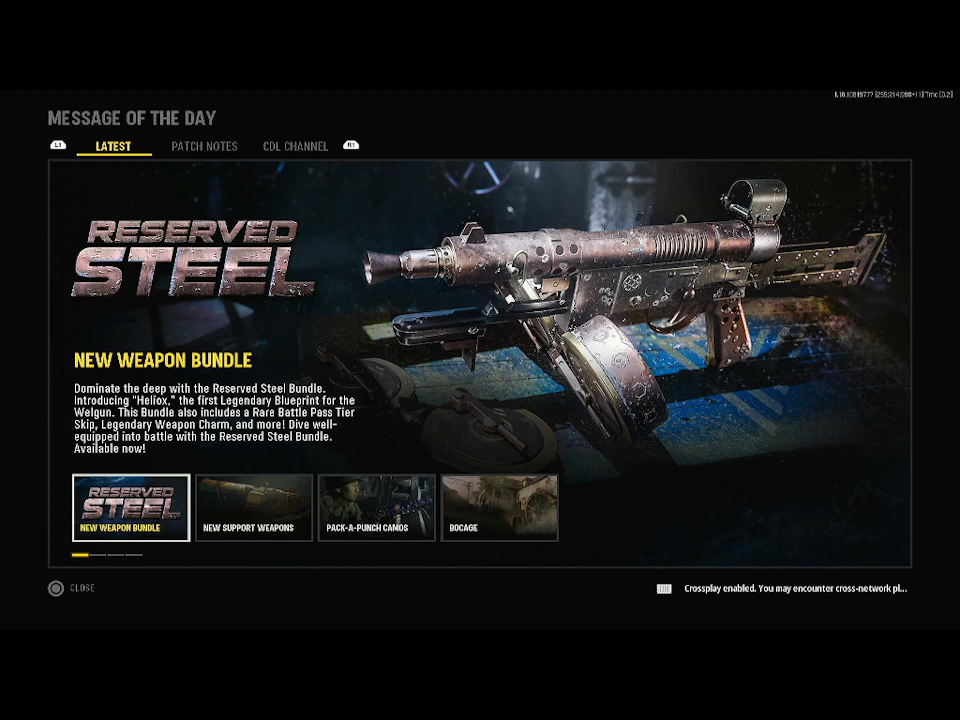 MESSAGE OF THE DAY
L1 LATEST PATCH NOTES CDL CHANNEL R1
RESERVED
STEEL
NEW WEAPON BUNDLE
Dominate the deep with the Reserved Steel Bundle.
Introducing "Heliox," the first Legendary Blueprint for the
Welgun. This Bundle also includes a Rare Battle Pass Tier
Skip, Legendary Weapon Charm, and more! Dive well-
equipped into battle with the Reserved Steel Bundle.
Available now!
RESERVED
STEEL
NEW WEAPON BUNDLE NEW SUPPORT WEAPONS PACK-A-PUNCH CAMOS BOCAGE
CLOSE
Crossplay enabled. You may encounter cross-network pl...